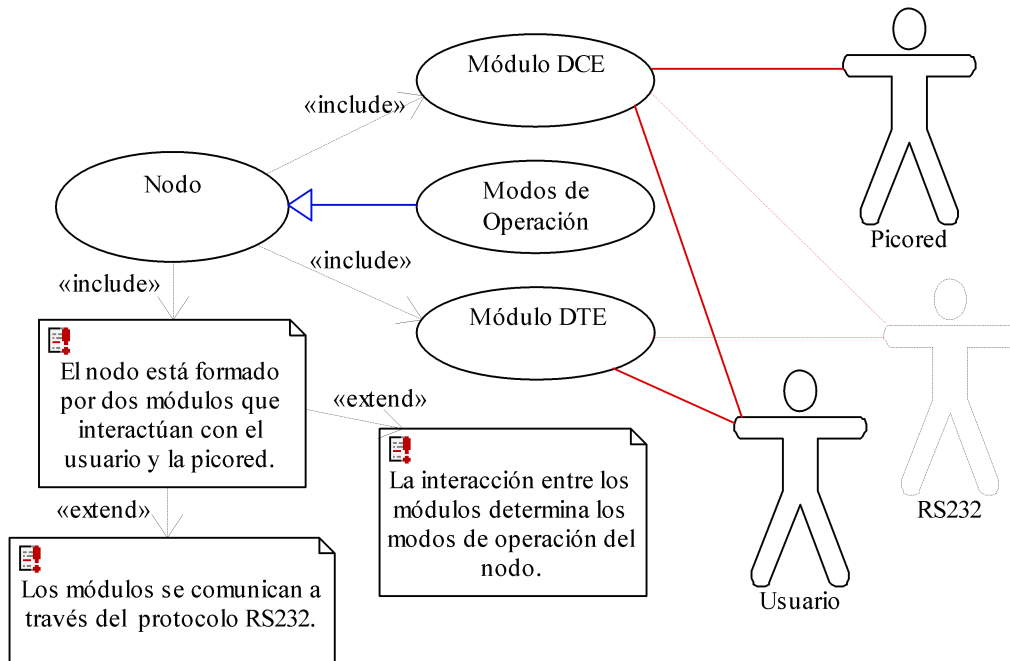 Módulo DCE
«include»
Nodo
Modos de
Operación
Picored
«include»
«include»
Módulo DTE
El nodo está formado
por dos módulos que
interactúan con el
usuario y la picored.
«extend»
La interacción entre los
módulos determina los
modos de operación del
nodo.
«extend»
RS232
Los módulos se comunican a
través del protocolo RS232.
Usuario